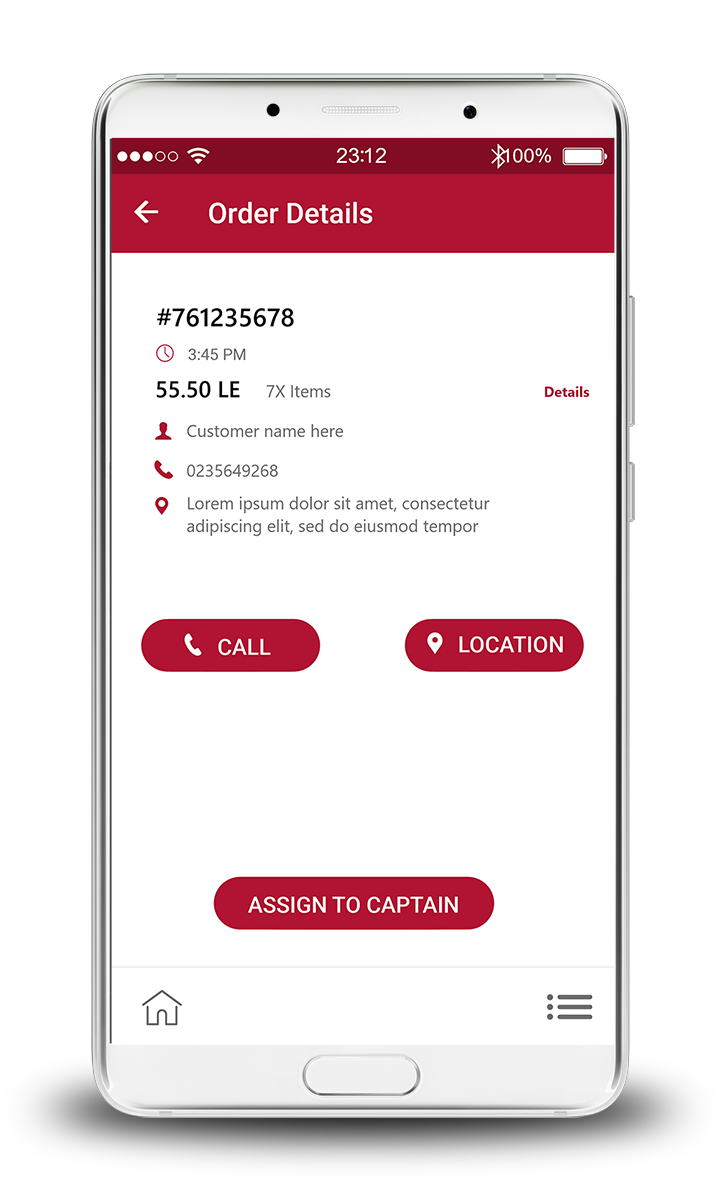 23:12 100%
Order Details
#761235678
3:45 PM
55.50 LE 7X Items Details
Customer name here
0235649268
Lorem ipsum dolor sit amet, consectetur
adipiscing elit, sed do eiusmod tempor
CALL LOCATION
ASSIGN TO CAPTAIN